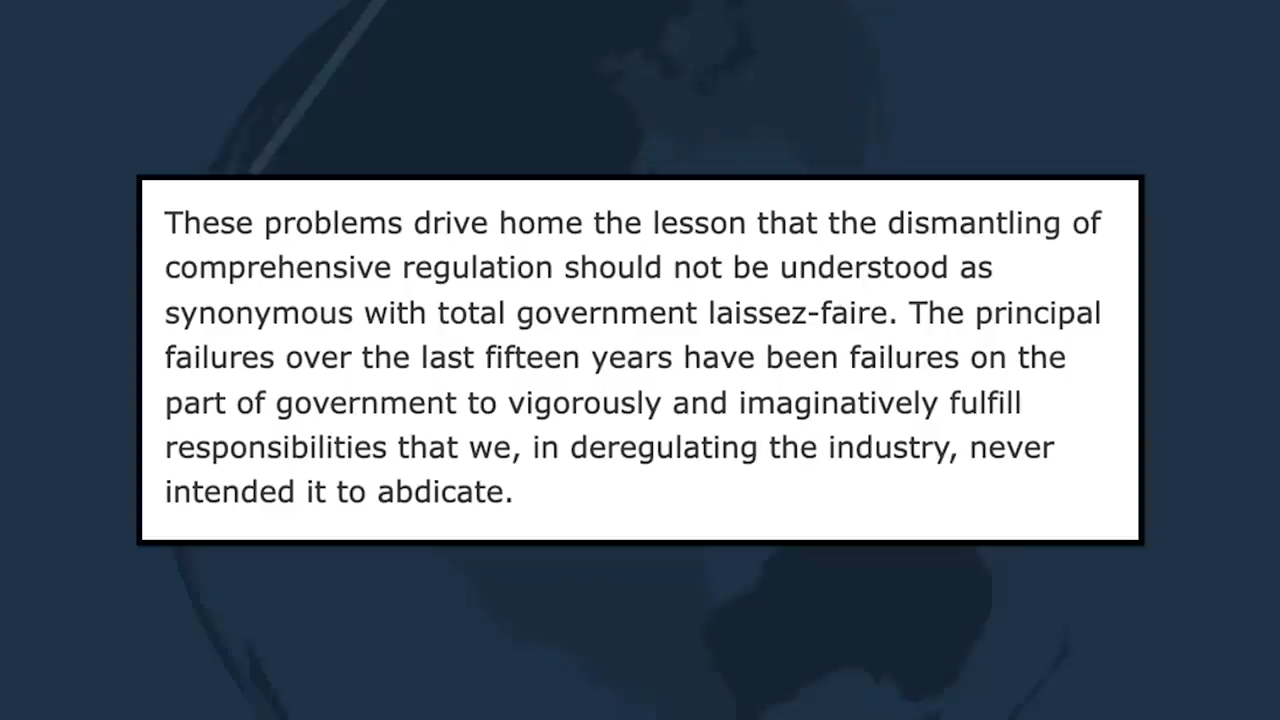 These problems drive home the lesson that the dismantling of
comprehensive regulation should not be understood as
synonymous with total government laissez-faire. The principal
failures over the last fifteen years have been failures on the
part of government to vigorously and imaginatively fulfill
responsibilities that we, in deregulating the industry, never
intended it to abdicate.